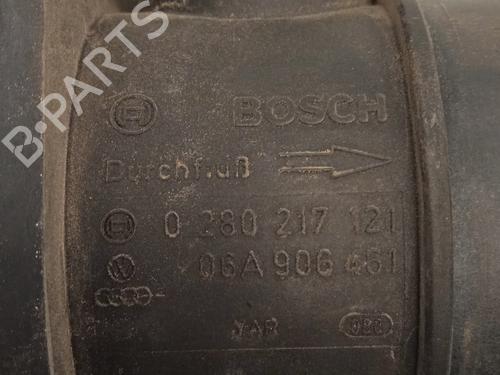 BOSCH
Durchfluß
0 280 217 121
06A 906 461
B-PARTS